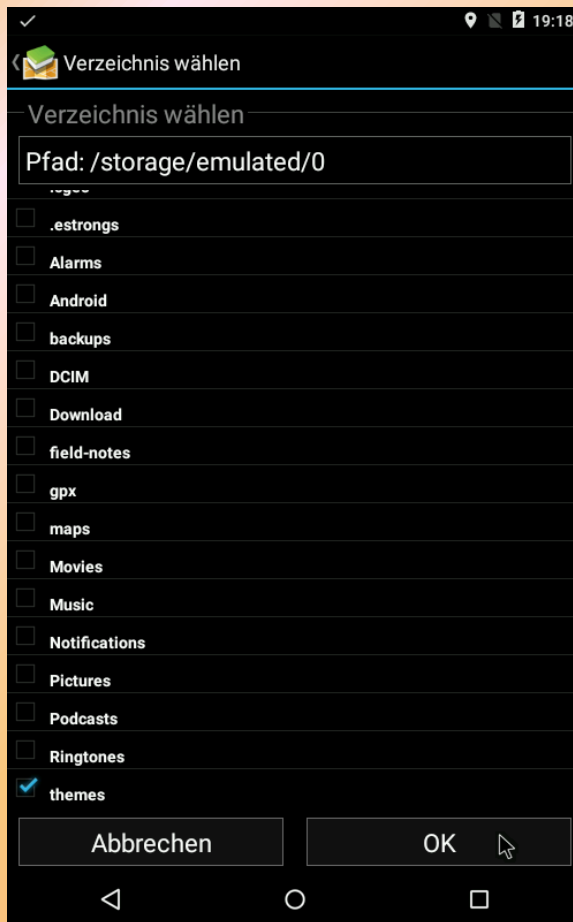 19:18
Verzeichnis wählen
Verzeichnis wählen
Pfad: /storage/emulated/0
.estrongs
Alarms
Android
backups
DCIM
Download
field-notes
gpx
maps
Movies
Music
Notifications
Pictures
Podcasts
Ringtones
themes
Abbrechen
OK